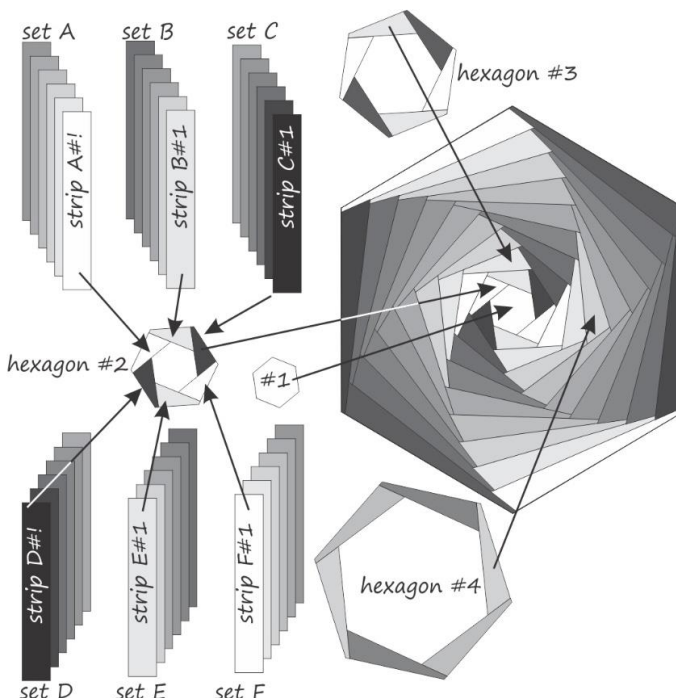 set A
set B
set C
hexagon #3
strip A#!
strip B#1
strip C#1
hexagon #2
#1
strip D#!
strip E#1
strip F#1
hexagon #4
set D
set E
set F